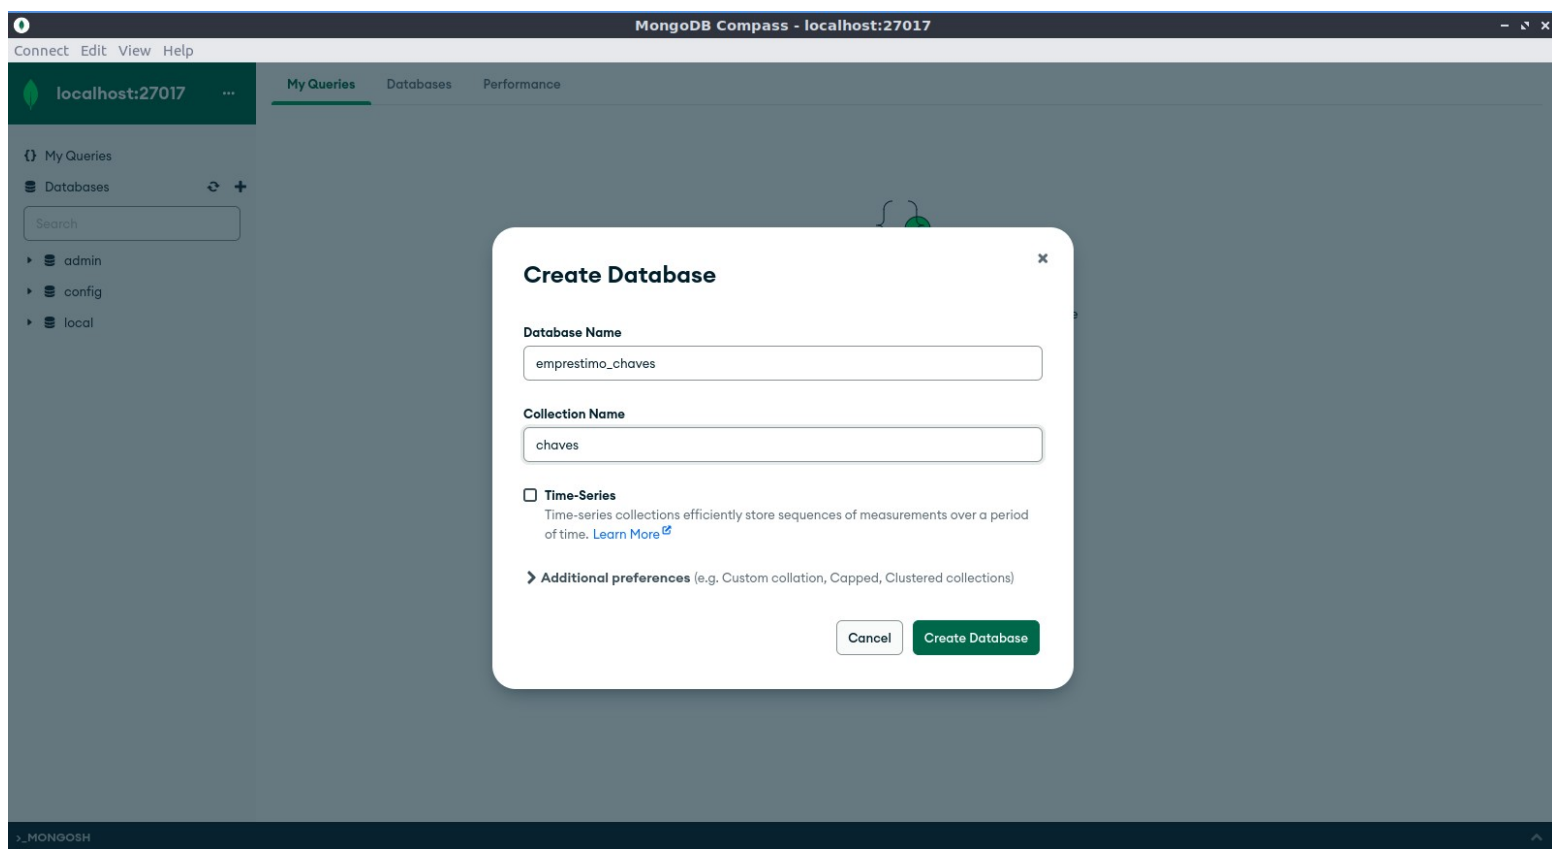 MongoDB Compass - localhost:27017
Connect Edit View Help
localhost:27017 ...
My Queries Databases Performance
{} My Queries
Databases
Search
admin
config
local
Create Database
Database Name
emprestimo_chaves
Collection Name
chaves
Time-Series
Time-series collections efficiently store sequences of measurements over a period
of time. Learn More
Additional preferences (e.g. Custom collation, Capped, Clustered collections)
Cancel Create Database
>_MONGOSH